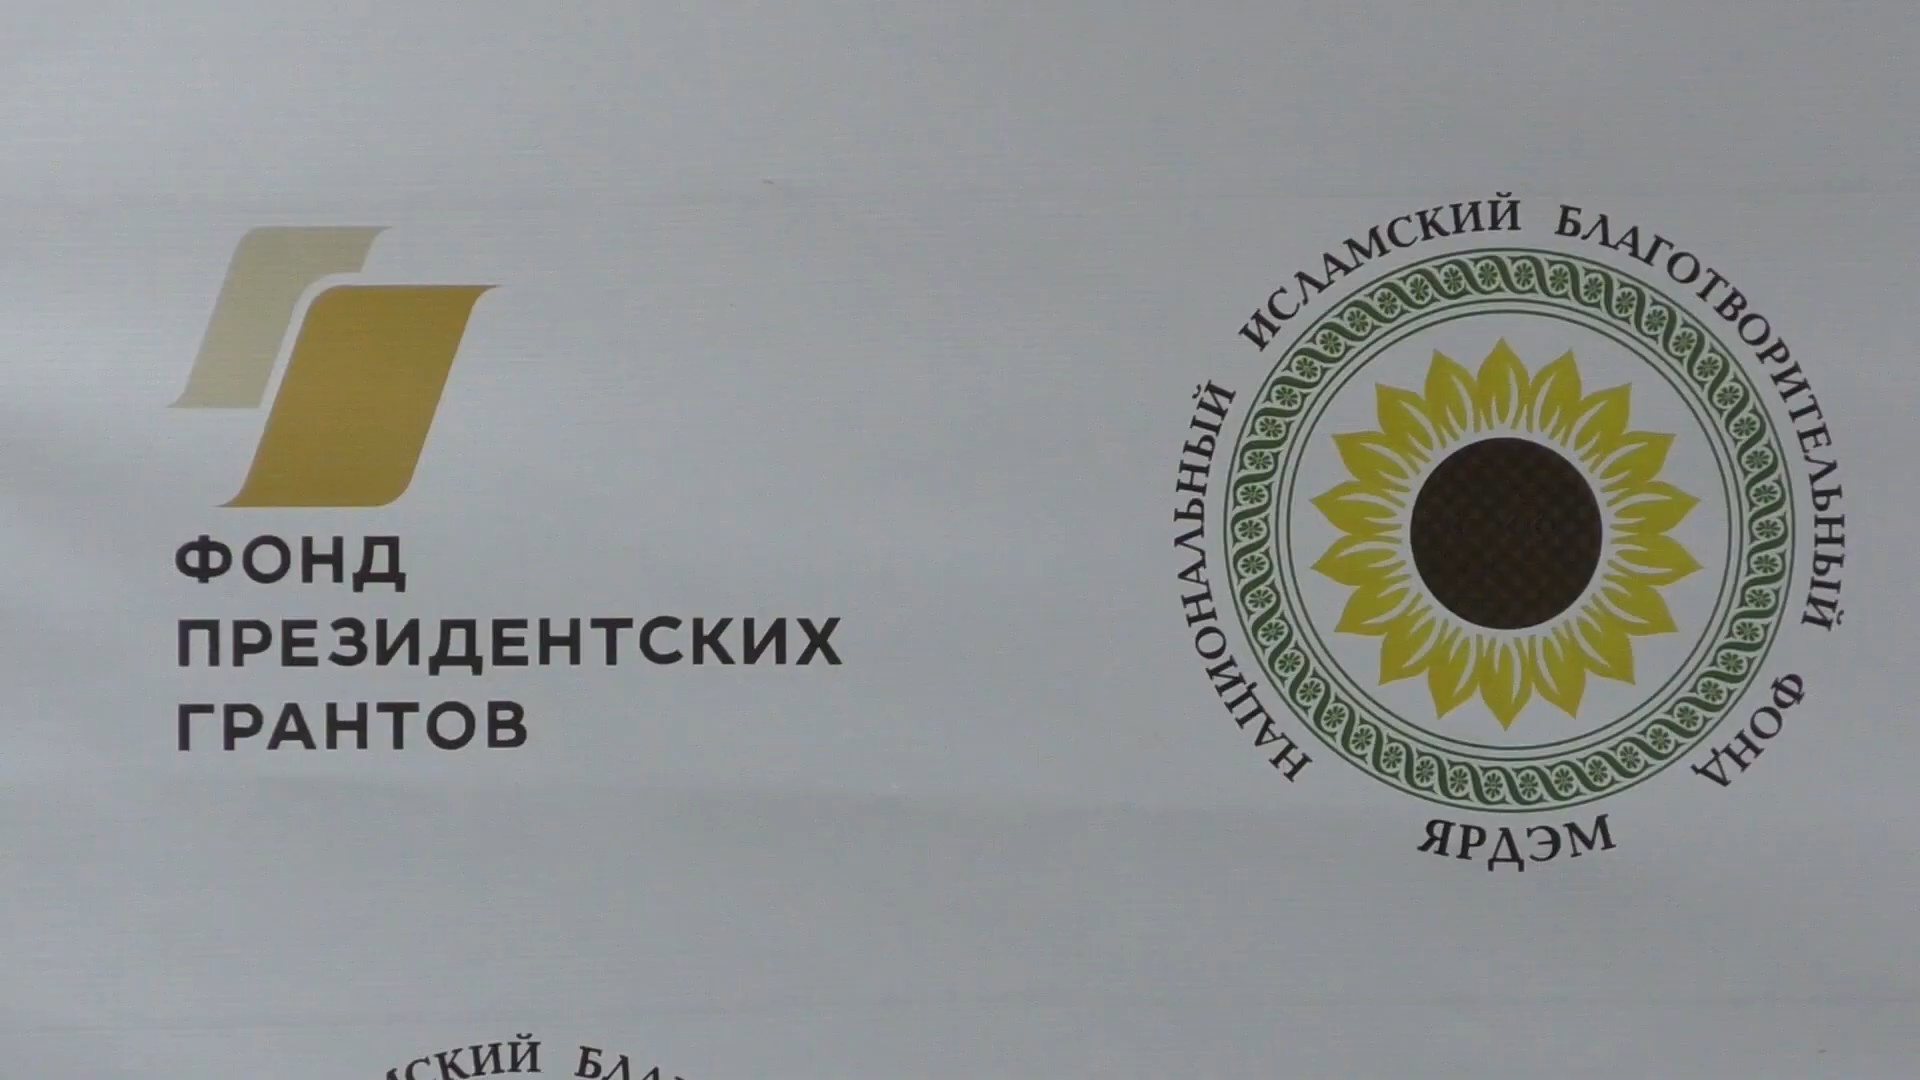 ФОНД
ПРЕЗИДЕНТСКИХ
ГРАНТОВ
НАЦИОНАЛЬНЫЙ ИСЛАМСКИЙ БЛАГОТВОРИТЕЛЬНЫЙ ФОНД
ЯРДЭМ